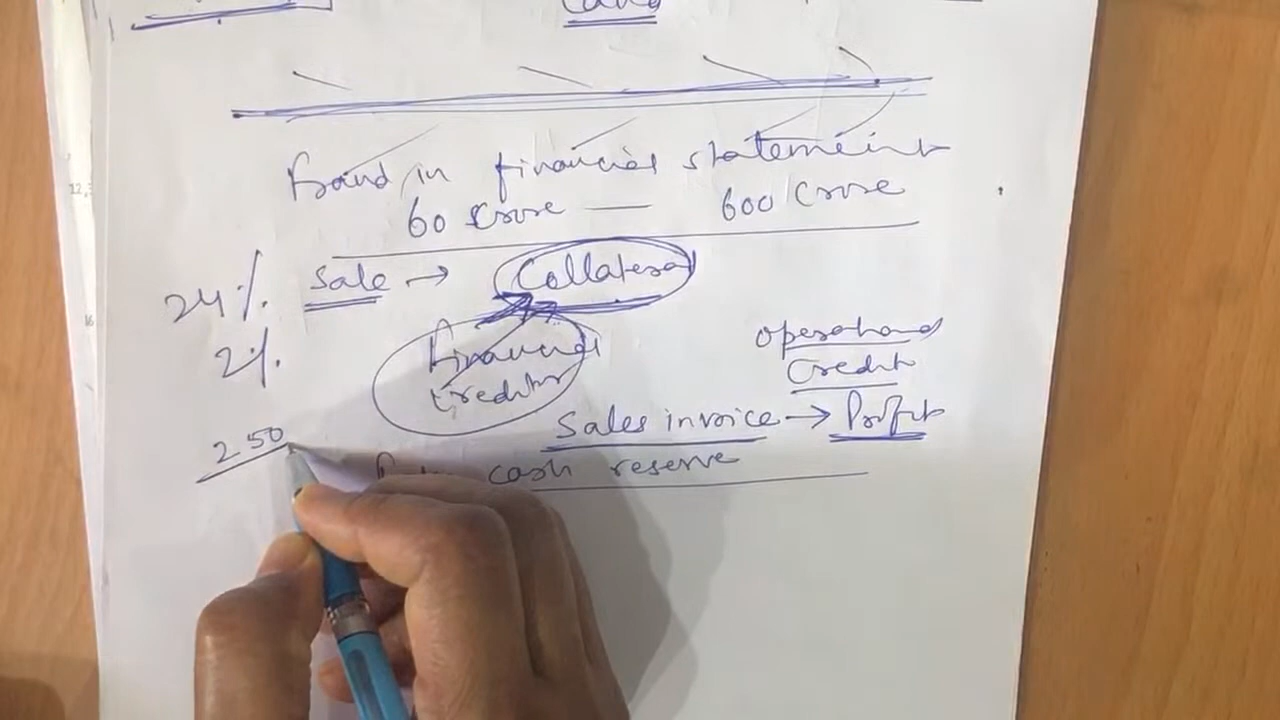 Fraud in financial statement
60 crore — 600 crore
24% Sale → Collateral
2% Financial Operational
Creditor Credit
Sales invoice → Profit
250 cash reserve